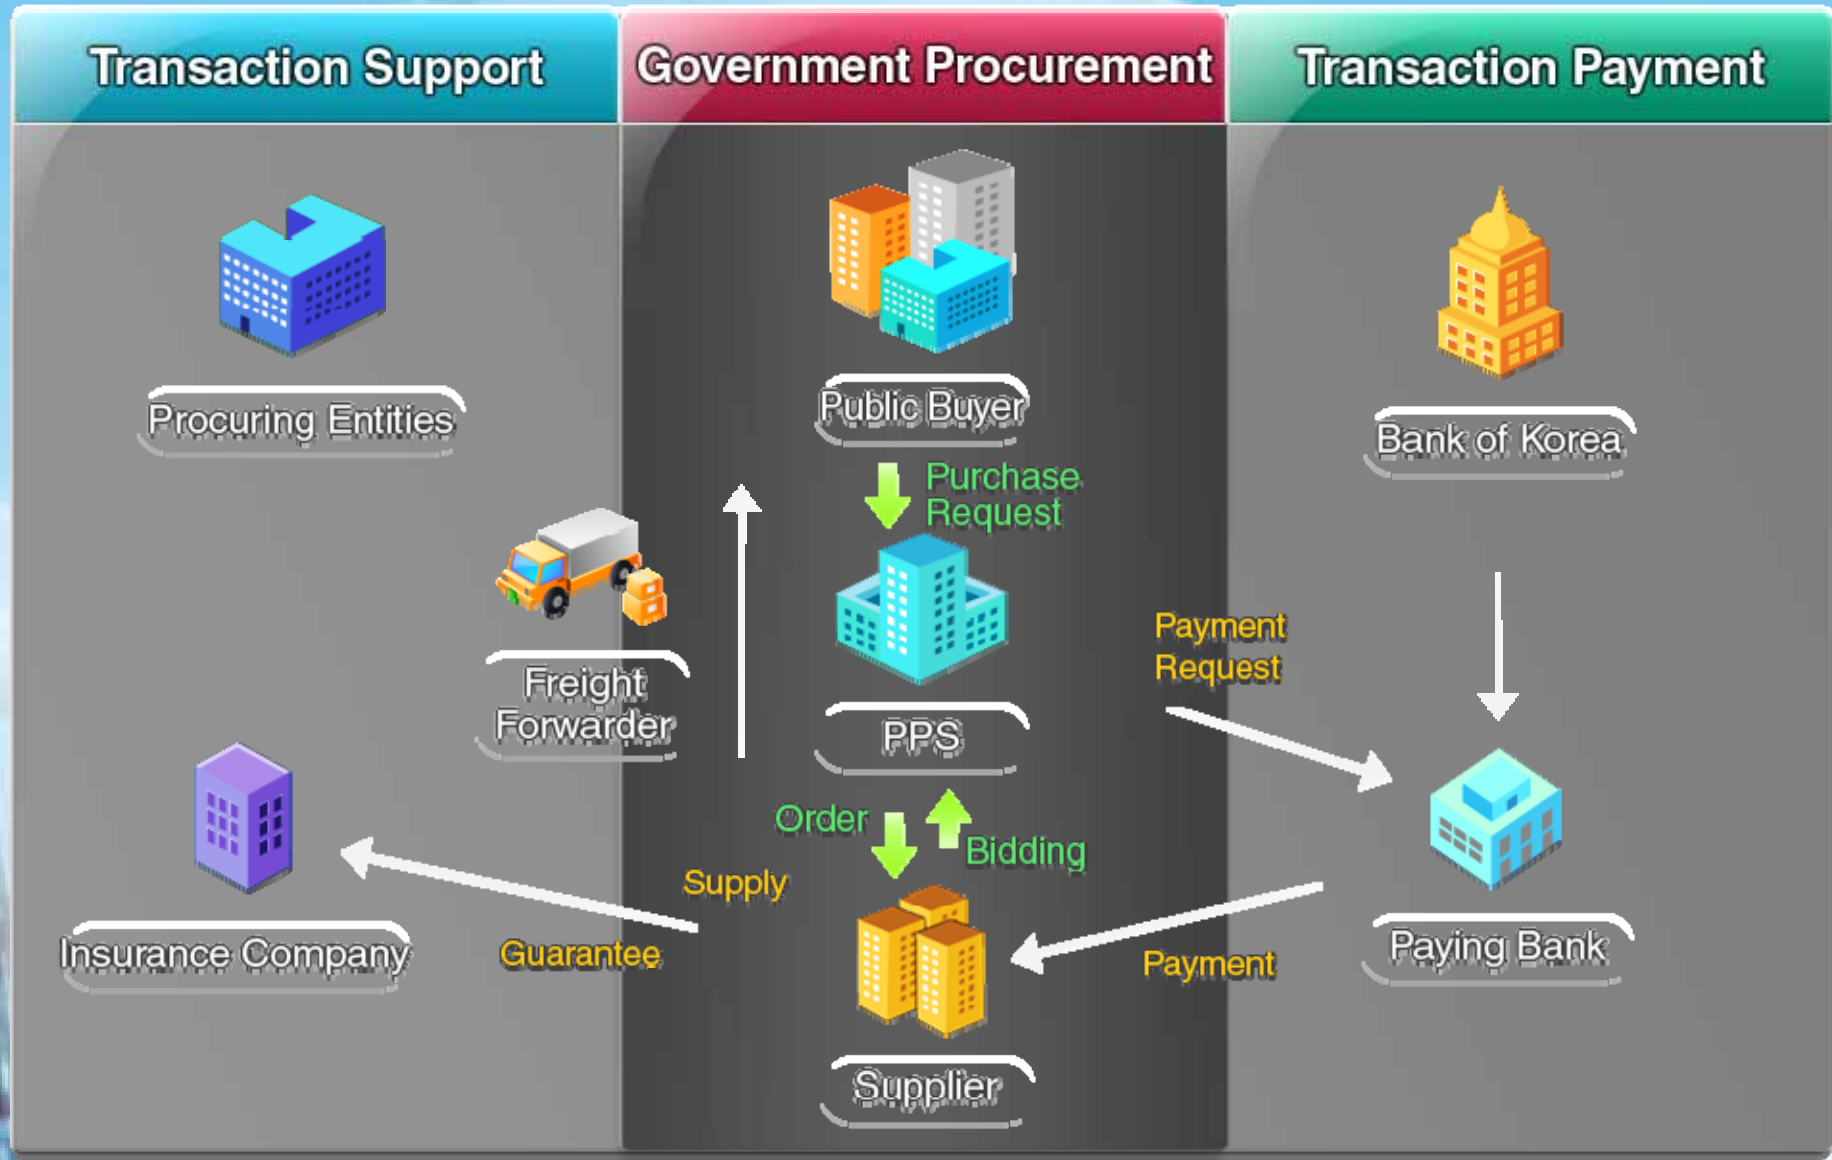 Transaction Support
Government Procurement
Transaction Payment
Procuring Entities
Public Buyer
Bank of Korea
Purchase
Request
Freight
Forwarder
PPS
Payment
Request
Order
Bidding
Supply
Insurance Company
Guarantee
Payment
Paying Bank
Supplier